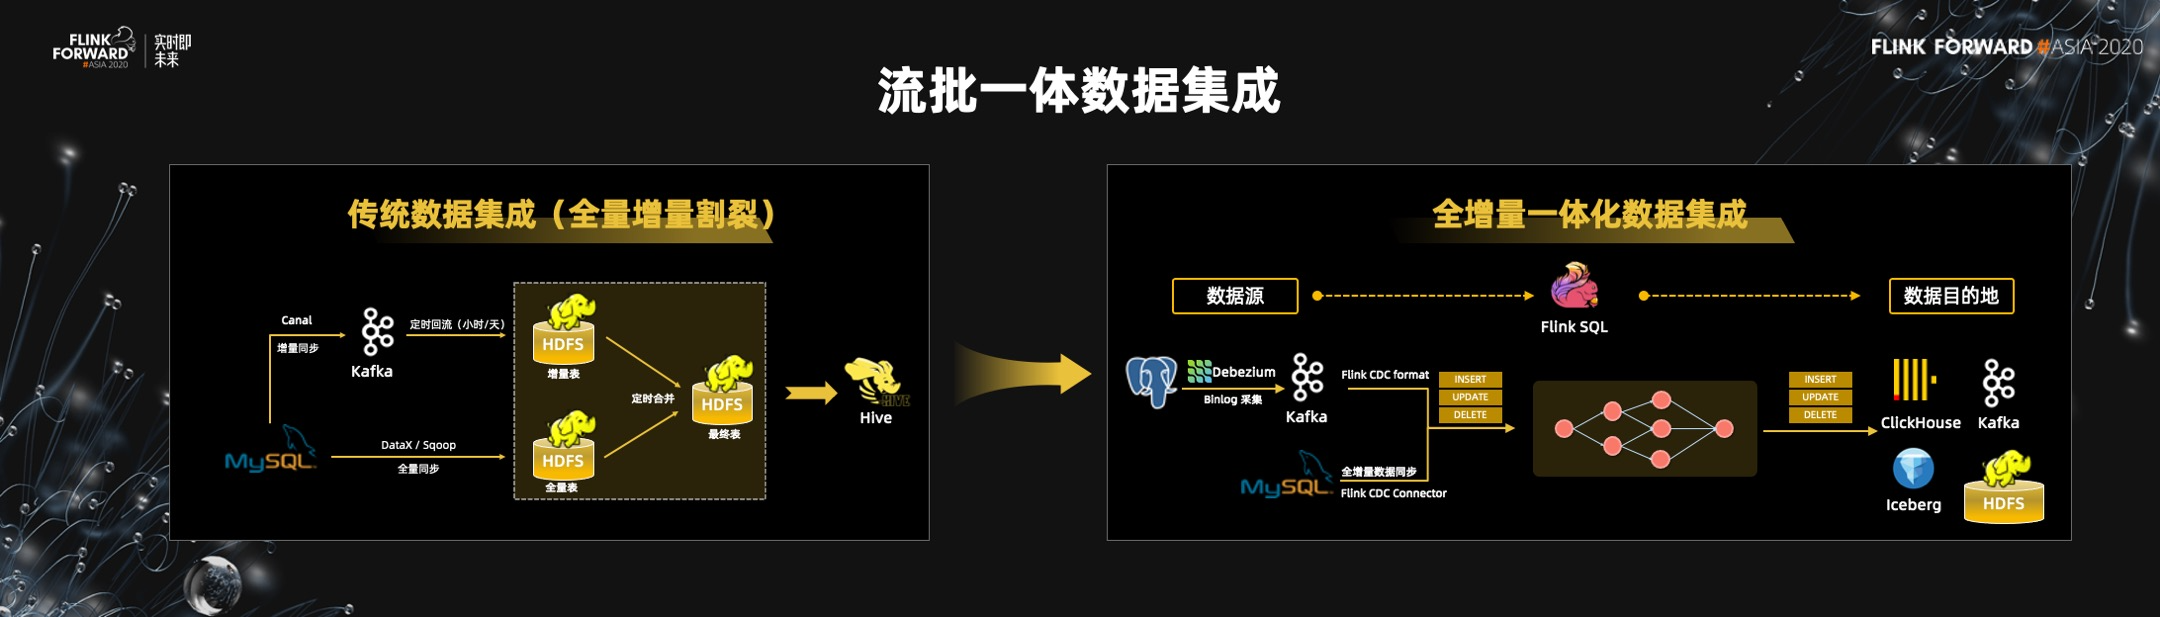 FLINK
FORWARD
#ASIA 2020
实时即
未来
FLINK FORWARD #ASIA 2020
流批一体数据集成
传统数据集成（全量增量割裂）
Canal
增量同步
Kafka
定时回流（小时/天）
HDFS
增量表
定时合并
HDFS
最终表
HIVE
Hive
MySQL
DataX / Sqoop
全量同步
HDFS
全量表
全增量一体化数据集成
数据源
Flink SQL
数据目的地
Debezium
Binlog 采集
Kafka
Flink CDC format
INSERT
UPDATE
DELETE
MySQL
全增量数据同步
Flink CDC Connector
INSERT
UPDATE
DELETE
ClickHouse
Kafka
Iceberg
HDFS